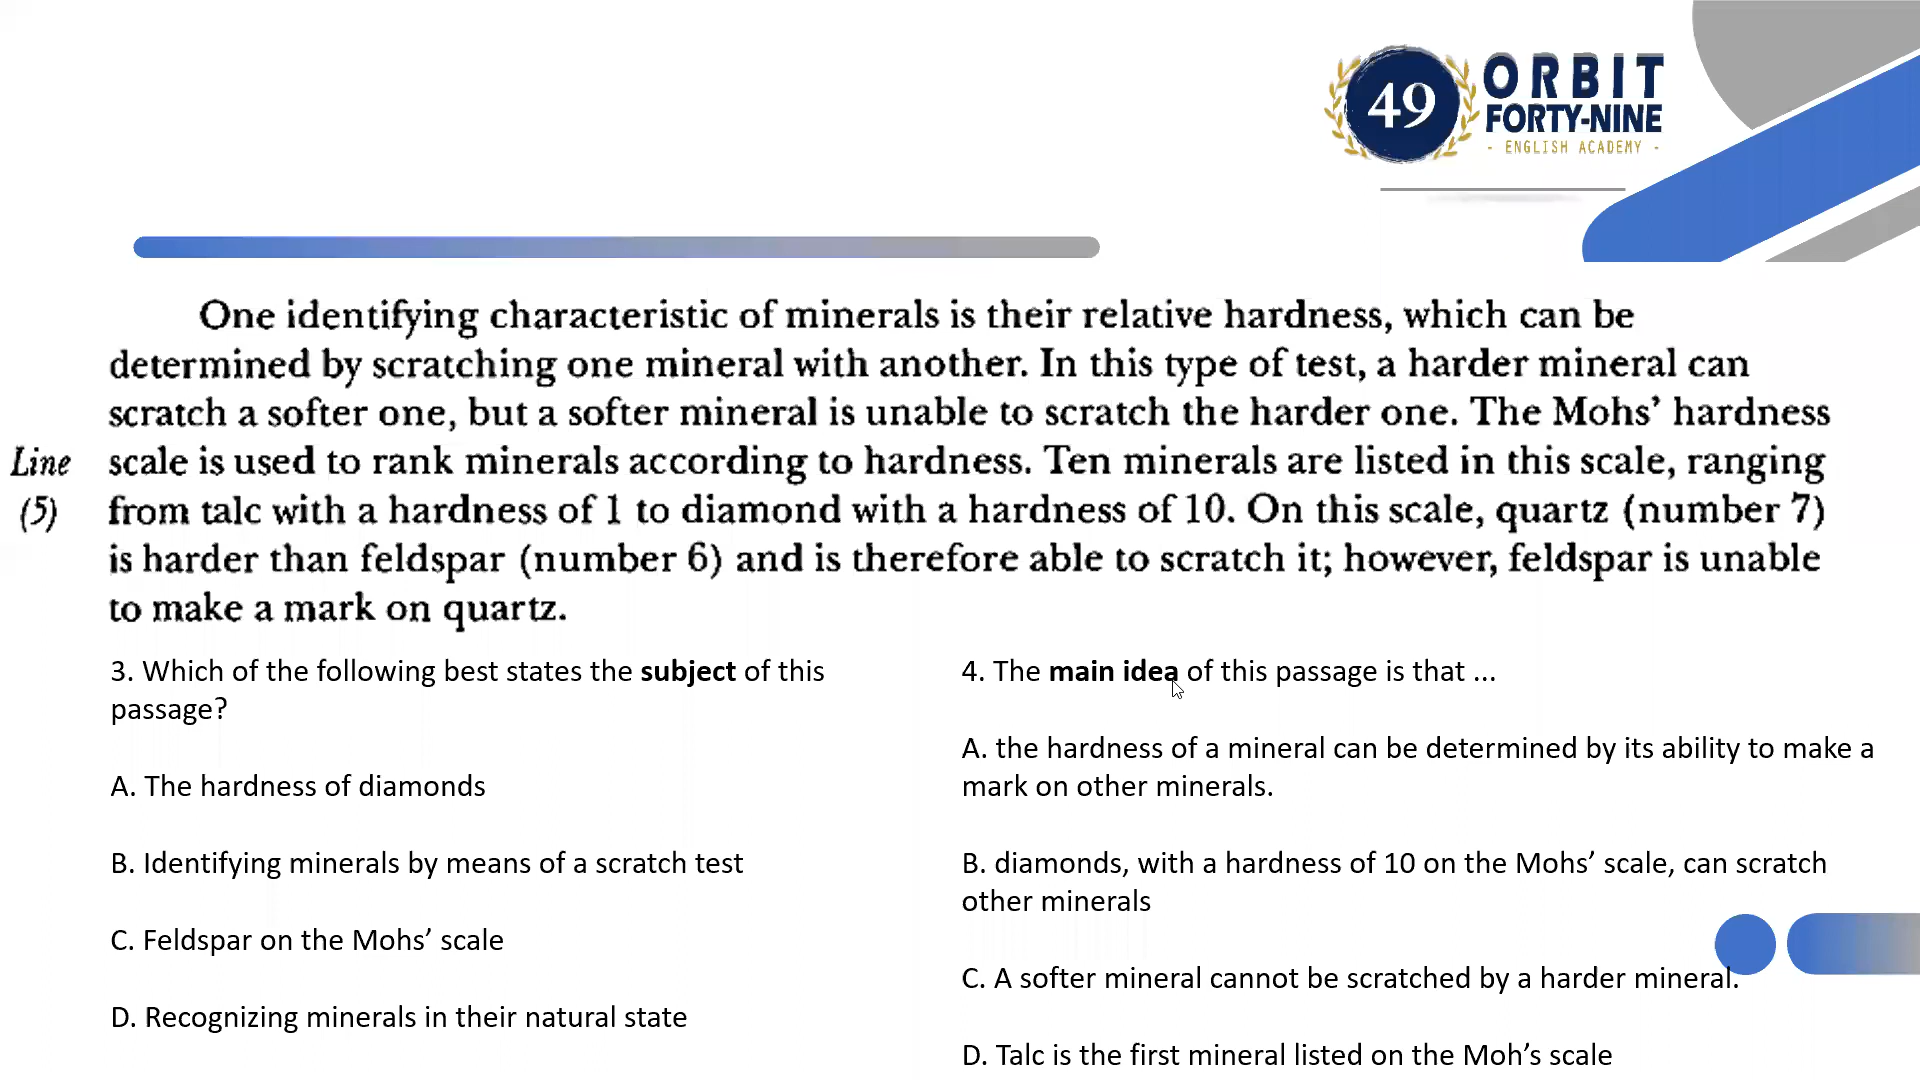 49
ORBIT
FORTY-NINE
- ENGLISH ACADEMY -
One identifying characteristic of minerals is their relative hardness, which can be
determined by scratching one mineral with another. In this type of test, a harder mineral can
scratch a softer one, but a softer mineral is unable to scratch the harder one. The Mohs' hardness
Line scale is used to rank minerals according to hardness. Ten minerals are listed in this scale, ranging
(5) from talc with a hardness of 1 to diamond with a hardness of 10. On this scale, quartz (number 7)
is harder than feldspar (number 6) and is therefore able to scratch it; however, feldspar is unable
to make a mark on quartz.
3. Which of the following best states the subject of this
passage?
A. The hardness of diamonds
B. Identifying minerals by means of a scratch test
C. Feldspar on the Mohs’ scale
D. Recognizing minerals in their natural state
4. The main idea of this passage is that ...
A. the hardness of a mineral can be determined by its ability to make a
mark on other minerals.
B. diamonds, with a hardness of 10 on the Mohs’ scale, can scratch
other minerals
C. A softer mineral cannot be scratched by a harder mineral.
D. Talc is the first mineral listed on the Moh’s scale